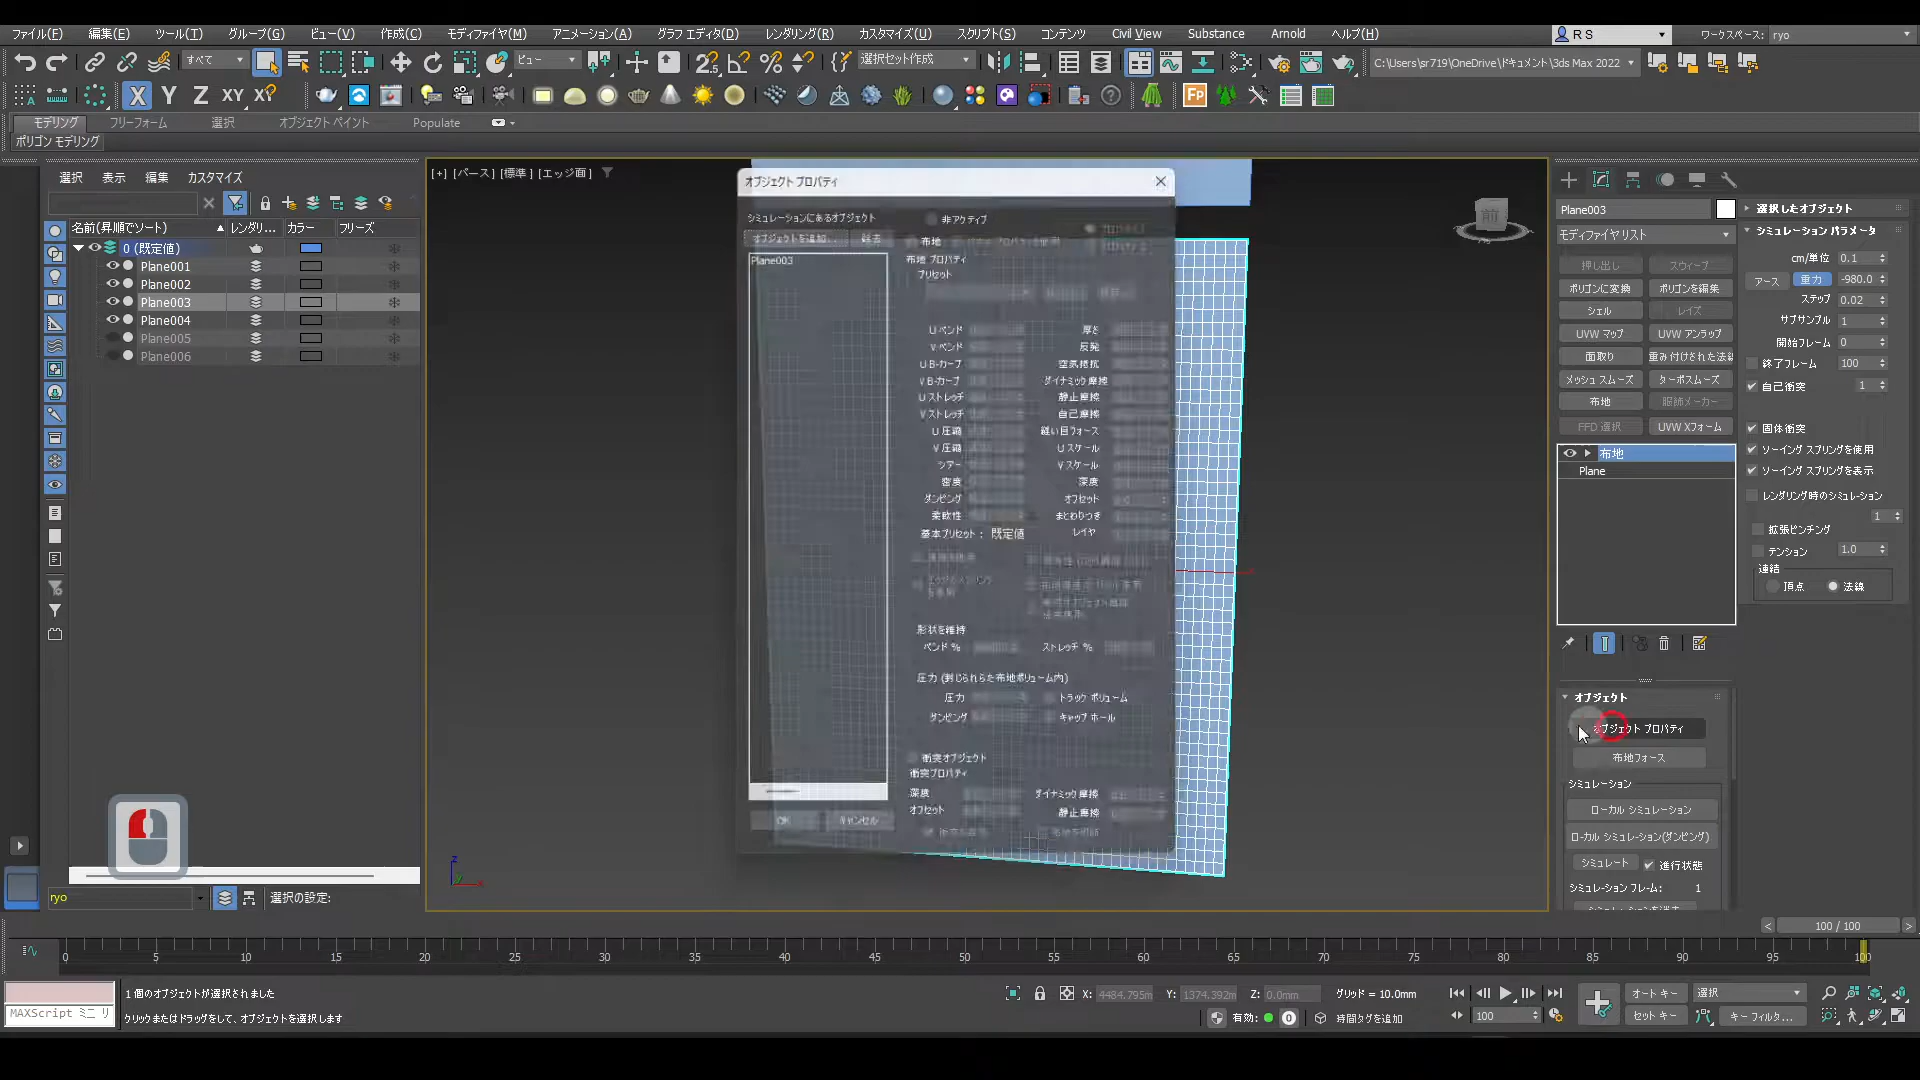 ファイル(F) 編集(E) ツール(T) グループ(G) ビュー(V) 作成(C) モディファイヤ(M) アニメーション(A) グラフ エディタ(D) レンダリング(R) カスタマイズ(U) スクリプト(S) コンテンツ Civil View Substance Arnold ヘルプ(H) R S ワークスペース: ryo
すべて ビュー 選択セット作成 C:\Users\sr719\OneDrive\ドキュメント\3ds Max 2022
X Y Z XY XY Fp
モデリング フリーフォーム 選択 オブジェクト ペイント Populate
ポリゴン モデリング
選択 表示 編集 カスタマイズ
名前(昇順でソート) レンダリ... カラー フリーズ
0 (既定値)
Plane001
Plane002
Plane003
Plane004
Plane005
Plane006
[+] [パース] [標準] [エッジ面]
前
オブジェクト プロパティ
シミュレーションにあるオブジェクト 非アクティブ
オブジェクトを追加... 除去 布地
Plane003 布地 プロパティ
プリセット
U ベンド 厚さ
V ベンド 反発
U B-カーブ 空気抵抗
V B-カーブ ダイナミック摩擦
U ストレッチ 静止摩擦
V ストレッチ 自己摩擦
U 圧縮 縫い目フォース
V 圧縮 U スケール
シアー V スケール
密度 深度
ダンピング オフセット
柔軟性 まとわりつき
基本プリセット: 既定値 レイヤ
形状を維持
ベンド % ストレッチ %
圧力 (封じられた布地ボリューム内)
圧力 トラック ボリューム
ダンピング キャップ ホール
衝突オブジェクト
衝突プロパティ
深度 ダイナミック摩擦
オフセット 静止摩擦
OK キャンセル
Plane003
モディファイヤ リスト
押し出し スウィープ
ポリゴンに変換 ポリゴンを編集
シェル レイズ
UVW マップ UVW アンラップ
面取り 重み付けされた法線
メッシュ スムーズ ターボスムーズ
布地 服飾メーカー
FFD 選択 UVW Xフォーム
布地
Plane
オブジェクト
オブジェクト プロパティ
布地フォース
シミュレーション
ローカル シミュレーション
ローカル シミュレーション(ダンピング)
シミュレート 進行状態
シミュレーション フレーム: 1
選択したオブジェクト
シミュレーション パラメータ
cm/単位 0.1
アース 重力 -980.0
ステップ 0.02
サブサンプル 1
開始フレーム 0
終了フレーム 100
自己衝突 1
固体衝突
ソーイング スプリングを使用
ソーイング スプリングを表示
レンダリング時のシミュレーション
1
拡張ピンチング
テンション 1.0
連結
頂点 法線
z
x
ryo 選択の設定:
100 / 100
0 5 10 15 20 25 30 35 40 45 50 55 60 65 70 75 80 85 90 95 100
1 個のオブジェクトが選択されました X: 4484.795m Y: 1374.392m Z: 0.0mm グリッド = 10.0mm オート キー 選択
MAXScript ミニ リ クリックまたはドラッグをして、オブジェクトを選択します 有効: 0 時間タグを追加 100 セット キー キー フィルタ...